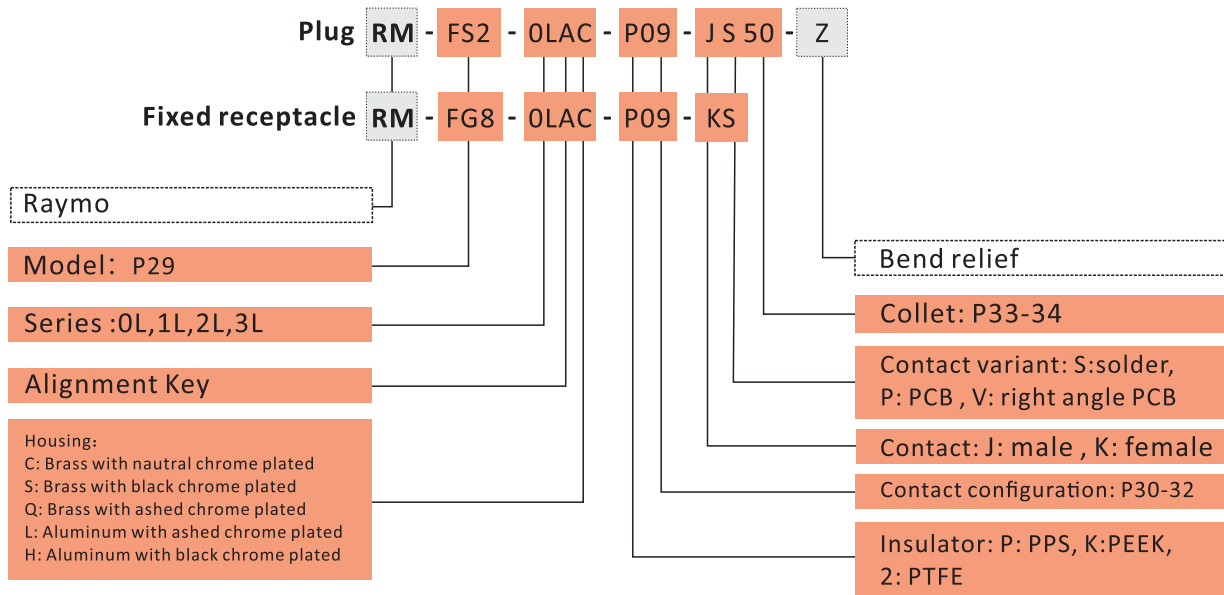 Plug RM - FS2 - 0LAC - P09 - J S 50 - Z
Fixed receptacle RM - FG8 - 0LAC - P09 - KS
Raymo
Model: P29
Series :0L,1L,2L,3L
Alignment Key
Housing:
C: Brass with nautral chrome plated
S: Brass with black chrome plated
Q: Brass with ashed chrome plated
L: Aluminum with ashed chrome plated
H: Aluminum with black chrome plated
Bend relief
Collet: P33-34
Contact variant: S:solder,
P: PCB , V: right angle PCB
Contact: J: male , K: female
Contact configuration: P30-32
Insulator: P: PPS, K:PEEK,
2: PTFE